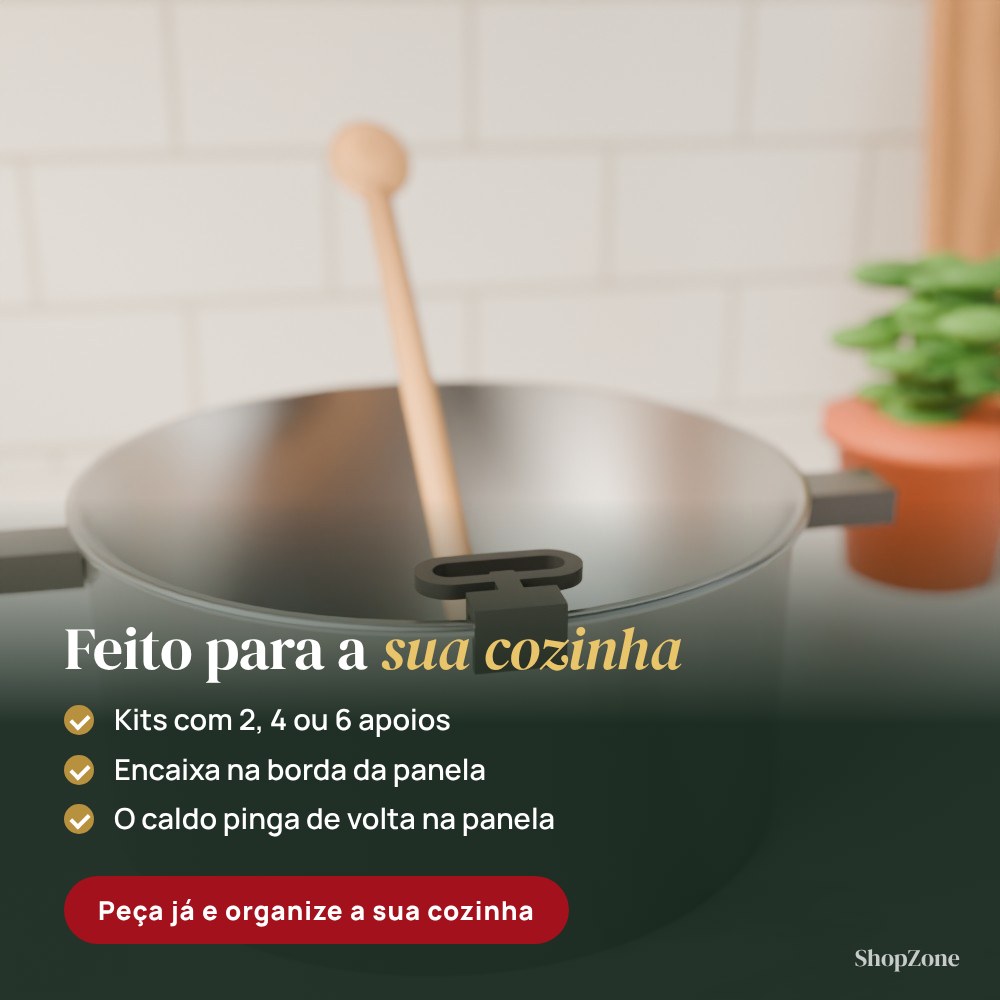 Feito para a sua cozinha
Kits com 2, 4 ou 6 apoios
Encaixa na borda da panela
O caldo pinga de volta na panela
Peça já e organize a sua cozinha
ShopZone